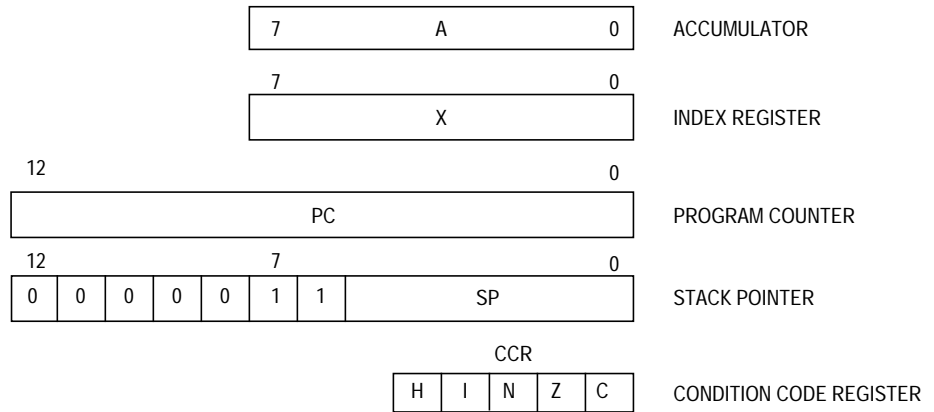 7 A 0 ACCUMULATOR
7 0
X INDEX REGISTER
12 0
PC PROGRAM COUNTER
12 7 0
0 0 0 0 0 1 1 SP STACK POINTER
CCR
H I N Z C CONDITION CODE REGISTER